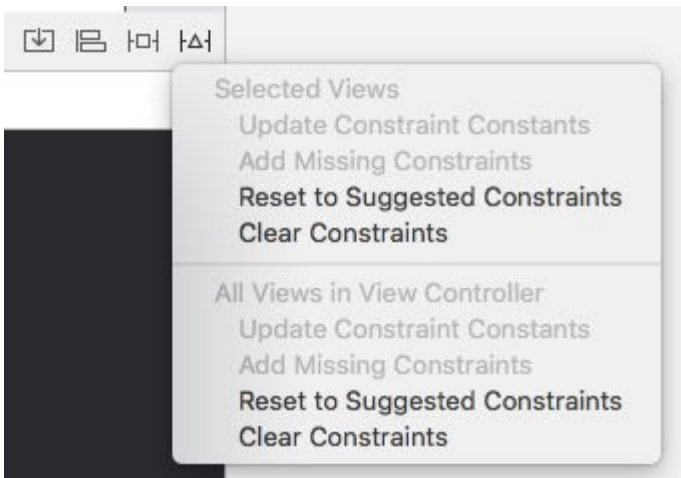 Selected Views
Update Constraint Constants
Add Missing Constraints
Reset to Suggested Constraints
Clear Constraints
All Views in View Controller
Update Constraint Constants
Add Missing Constraints
Reset to Suggested Constraints
Clear Constraints